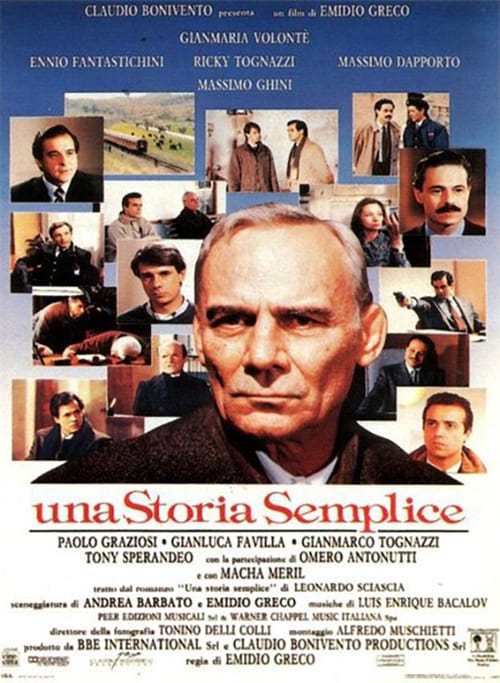 CLAUDIO BONIVENTO presenta un film di EMIDIO GRECO
GIANMARIA VOLONTÈ
ENNIO FANTASTICHINI RICKY TOGNAZZI MASSIMO DAPPORTO
MASSIMO GHINI
una Storia Semplice
PAOLO GRAZIOSI • GIANLUCA FAVILLA • GIANMARCO TOGNAZZI
TONY SPERANDEO con la partecipazione di OMERO ANTONUTTI
e con MACHA MERIL
tratto dal romanzo "Una storia semplice" di LEONARDO SCIASCIA
sceneggiatura di ANDREA BARBATO e EMIDIO GRECO musiche di LUIS ENRIQUE BACALOV
PEER EDIZIONI MUSICALI Srl & WARNER CHAPPEL MUSIC ITALIANA Spa
direttore della fotografia TONINO DELLI COLLI montaggio ALFREDO MUSCHIETTI
prodotto da BBE INTERNATIONAL Srl e CLAUDIO BONIVENTO PRODUCTIONS Srl
regia di EMIDIO GRECO